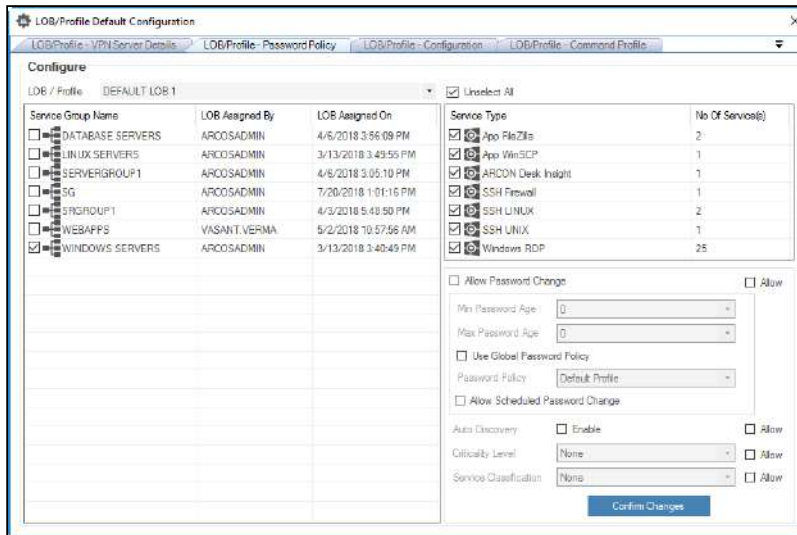 LOB/Profile Default Configuration
LOB/Profile - VPN Server Details LOB/Profile - Password Policy LOB/Profile - Configuration LOB/Profile - Command Profile
Configure
LOB / Profile DEFAULT LOB 1 Unselect All
Service Group Name LOB Assigned By LOB Assigned On
DATABASE SERVERS ARCOSADMIN 4/6/2018 3:56:09 PM
LINUX SERVERS ARCOSADMIN 3/13/2018 3:49:55 PM
SERVERGROUP1 ARCOSADMIN 4/6/2018 3:05:10 PM
SG ARCOSADMIN 7/20/2018 1:01:16 PM
SRGROUP1 ARCOSADMIN 4/3/2018 5:48:50 PM
WEBAPPS VASANT.VERMA 5/2/2018 10:57:56 AM
WINDOWS SERVERS ARCOSADMIN 3/13/2018 3:40:49 PM
Service Type No Of Service(s)
App FileZilla 2
App WinSCP 1
ARCON Desk Insight 1
SSH Firewall 1
SSH LINUX 2
SSH UNIX 1
Windows RDP 25
Allow Password Change Allow
Min Password Age 0
Max Password Age 0
Use Global Password Policy
Password Policy Default Profile
Allow Scheduled Password Change
Auto Discovery Enable Allow
Criticality Level None Allow
Service Classification None Allow
Confirm Changes